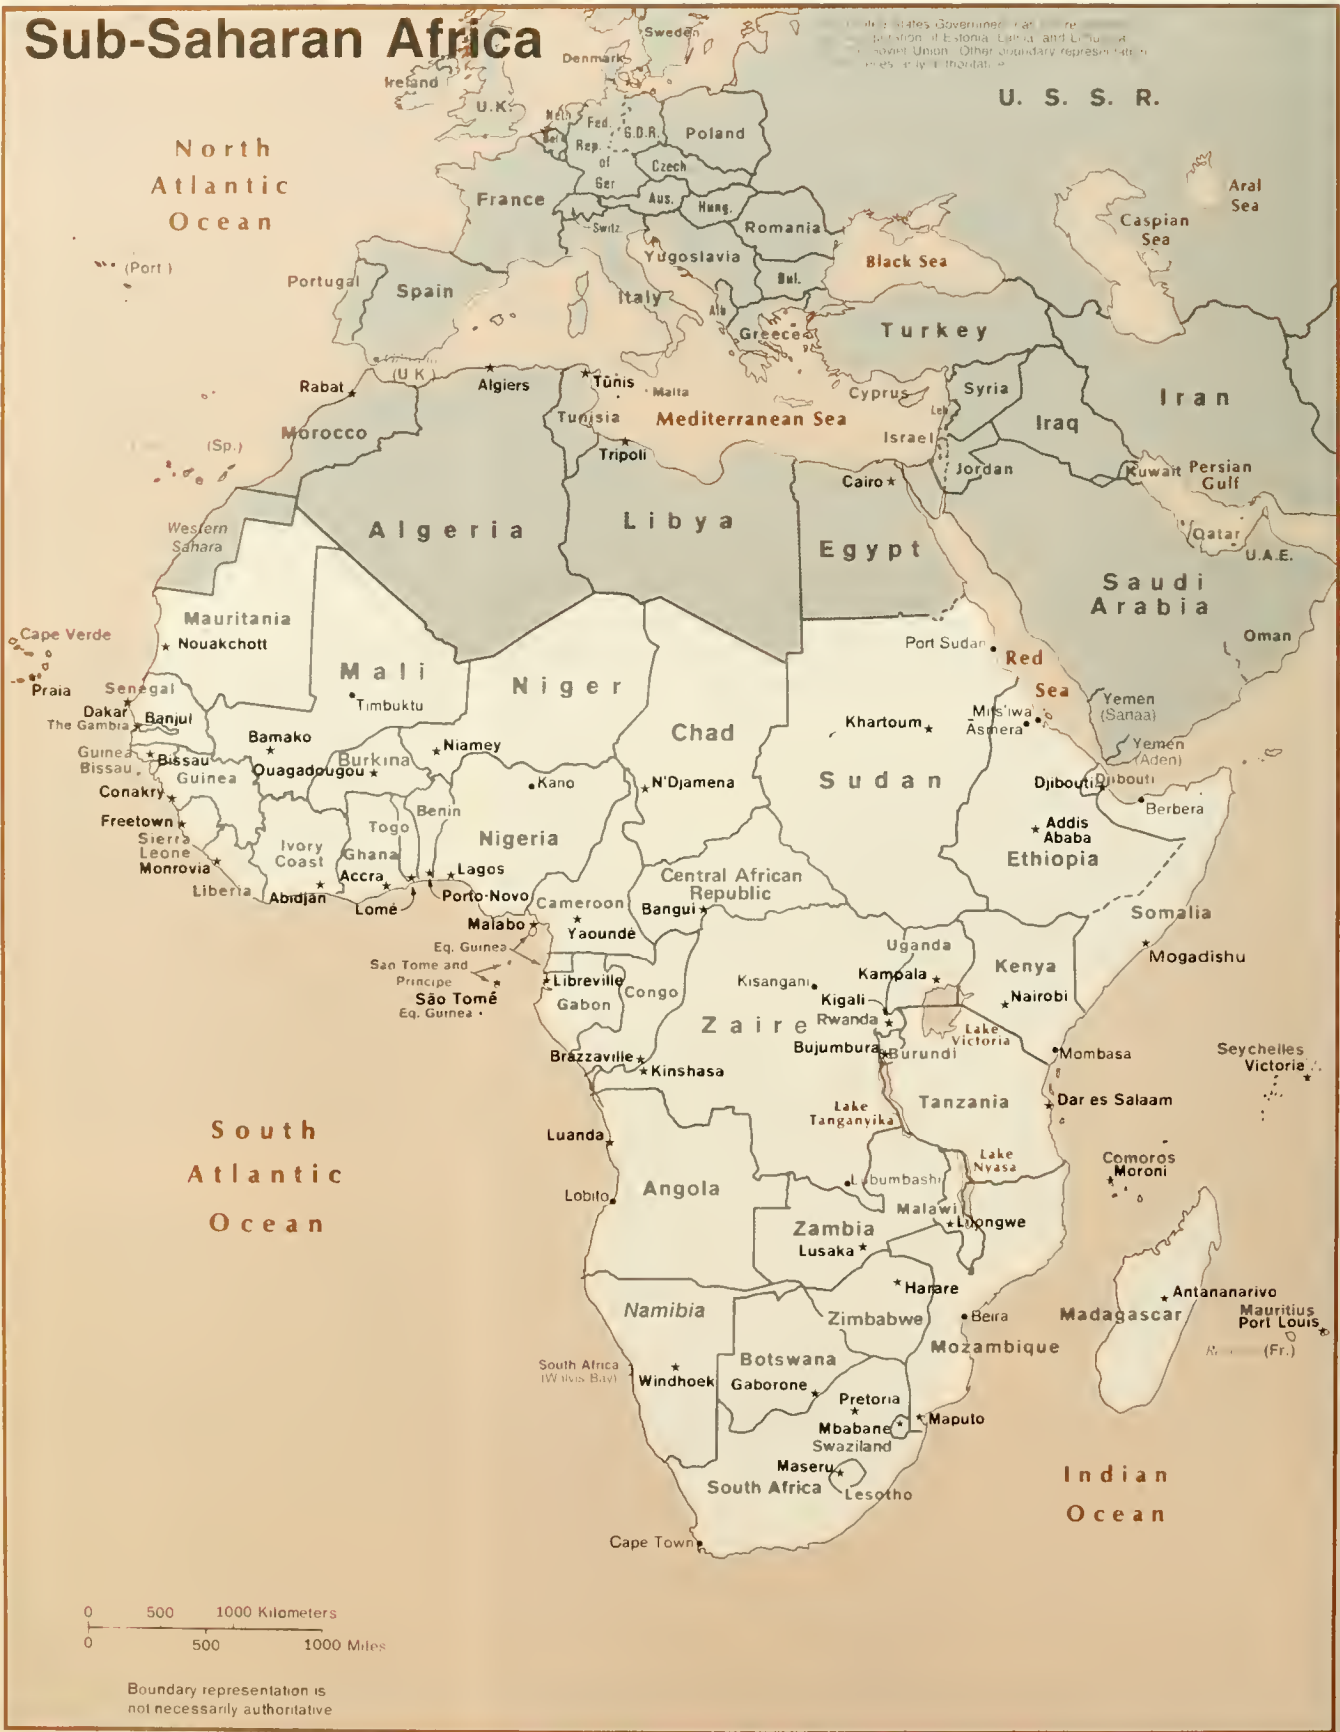 Sub-Saharan Africa
Sweden
Denmark
Ireland
U.K.
U. S. S. R.
Neth
Fed.
Rep.
of
Ger
G.D.R.
Poland
Czech
North
Atlantic
Ocean
France
Aus.
Hung.
Switz.
Romania
Aral
Sea
Caspian
Sea
Yugoslavia
Black Sea
Bul.
(Port.)
Portugal
Spain
Italy
Alb
Greece
Turkey
(U K )
Rabat
Algiers
Tūnis
Malta
Cyprus
Syria
Iran
Tunisia
Mediterranean Sea
Leb
Iraq
Morocco
(Sp.)
Israel
Tripoli
Jordan
Kuwait
Persian
Gulf
Cairo
Western
Sahara
Algeria
Libya
Egypt
Qatar
U.A.E.
Saudi
Arabia
Mauritania
Nouakchott
Cape Verde
Praia
Oman
Port Sudan
Red
Sea
Senegal
Dakar
Mali
Niger
Timbuktu
Yemen
(Sanaa)
The Gambia
Banjul
Khartoum
Mits'iwa
Āsmera
Chad
Bamako
Niamey
Guinea
Bissau
Bissau
Burkina
Yemen
(Aden)
Guinea
Ouagadougou
Kano
N'Djamena
Sudan
Djibouti
Djibouti
Conakry
Berbera
Benin
Freetown
Togo
Addis
Ababa
Sierra
Leone
Ivory
Coast
Ghana
Nigeria
Ethiopia
Monrovia
Accra
Lagos
Central African
Republic
Liberia
Abidjan
Lomé
Porto-Novo
Cameroon
Bangui
Somalia
Malabo
Yaoundé
Eq. Guinea
Uganda
Mogadishu
Sao Tome and
Principe
Kenya
Kisangani
Kampala
Libreville
São Tomé
Congo
Gabon
Kigali
Nairobi
Eq. Guinea
Zaire
Rwanda
Lake
Victoria
Bujumbura
Burundi
Brazzaville
Mombasa
Seychelles
Victoria
Kinshasa
Tanzania
Dar es Salaam
Lake
Tanganyika
South
Atlantic
Ocean
Luanda
Lake
Nyasa
Comoros
Moroni
Lubumbashi
Angola
Lobito
Malawi
Lilongwe
Zambia
Lusaka
Harare
Antananarivo
Namibia
Zimbabwe
Beira
Madagascar
Mauritius
Port Louis
Mozambique
(Fr.)
South Africa
(Walvis Bay)
Botswana
Windhoek
Gaborone
Pretoria
Maputo
Mbabane
Swaziland
Maseru
Indian
Ocean
South Africa
Lesotho
Cape Town
0 500 1000 Kilometers
0 500 1000 Miles
Boundary representation is
not necessarily authoritative